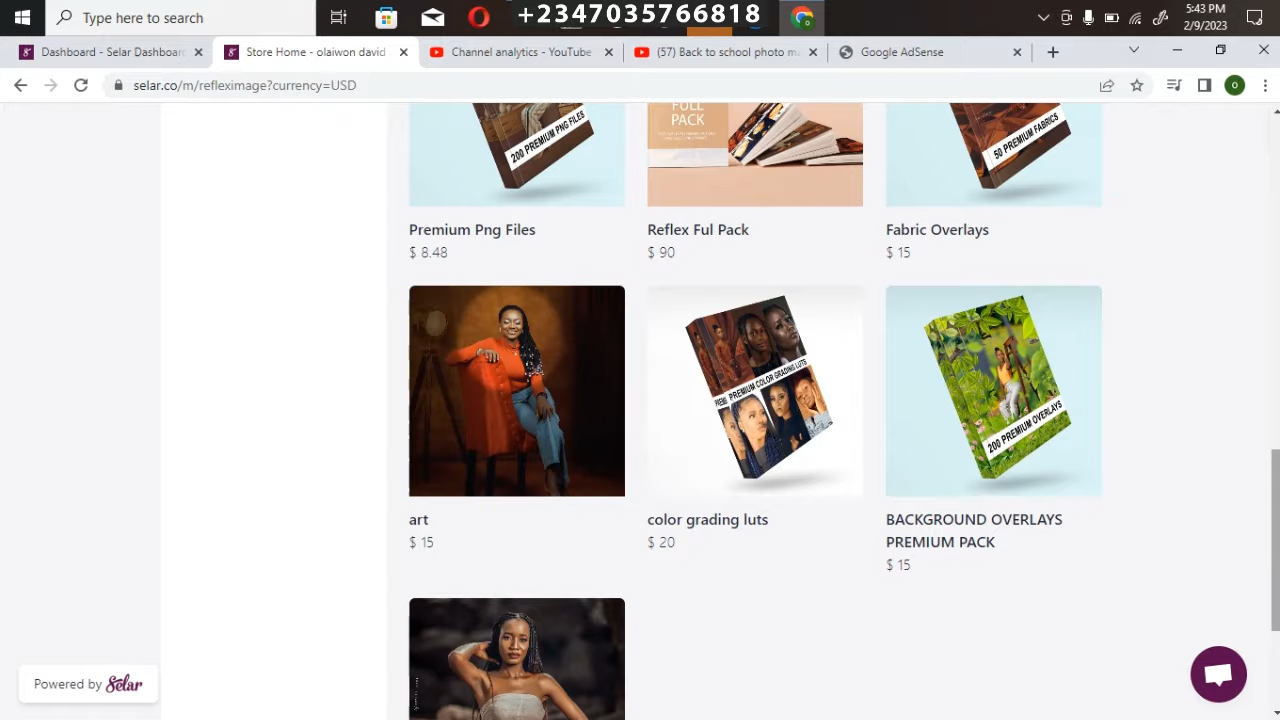 Type here to search
+2347035766818
5:43 PM
2/9/2023
Dashboard - Selar Dashboar
Store Home - olaiwon david
Channel analytics - YouTube
(57) Back to school photo ma
Google AdSense
selar.co/m/refleximage?currency=USD
O
200 PREMIUM PNG FILES
FULL
PACK
50 PREMIUM FABRICS
Premium Png Files
Reflex Ful Pack
Fabric Overlays
$ 8.48
$ 90
$ 15
PREMIUM COLOR GRADING LUTS
200 PREMIUM OVERLAYS
art
color grading luts
BACKGROUND OVERLAYS
PREMIUM PACK
$ 15
$ 20
$ 15
Powered by Selar